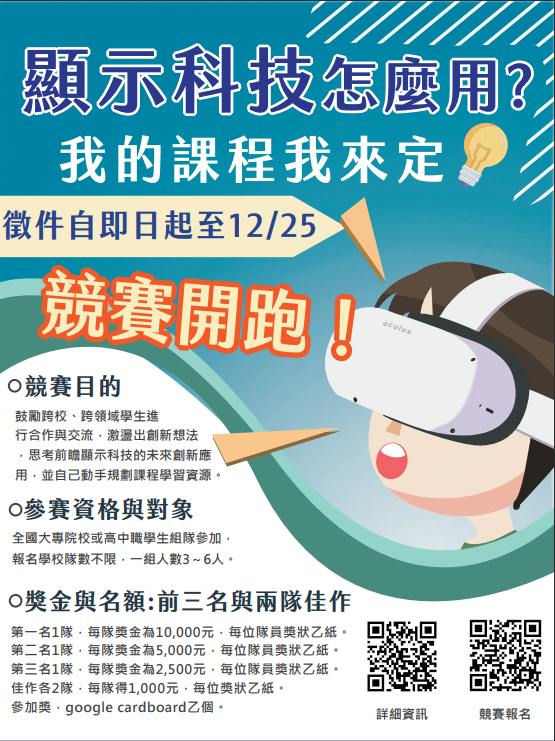 顯示科技怎麼用?
我的課程我來定
徵件自即日起至12/25
競賽開跑！
oculus
競賽目的
鼓勵跨校、跨領域學生進
行合作與交流，激盪出創新想法
，思考前瞻顯示科技的未來創新應
用，並自己動手規劃課程學習資源。
參賽資格與對象
全國大專院校或高中職學生組隊參加，
報名學校隊數不限，一組人數3~6人。
獎金與名額:前三名與兩隊佳作
第一名1隊，每隊獎金為10,000元，每位隊員獎狀乙紙。
第二名1隊，每隊獎金為5,000元，每位隊員獎狀乙紙。
第三名1隊，每隊獎金為2,500元，每位隊員獎狀乙紙。
佳作各2隊，每隊得1,000元，每位獎狀乙紙。
參加獎，google cardboard乙個。
詳細資訊
競賽報名